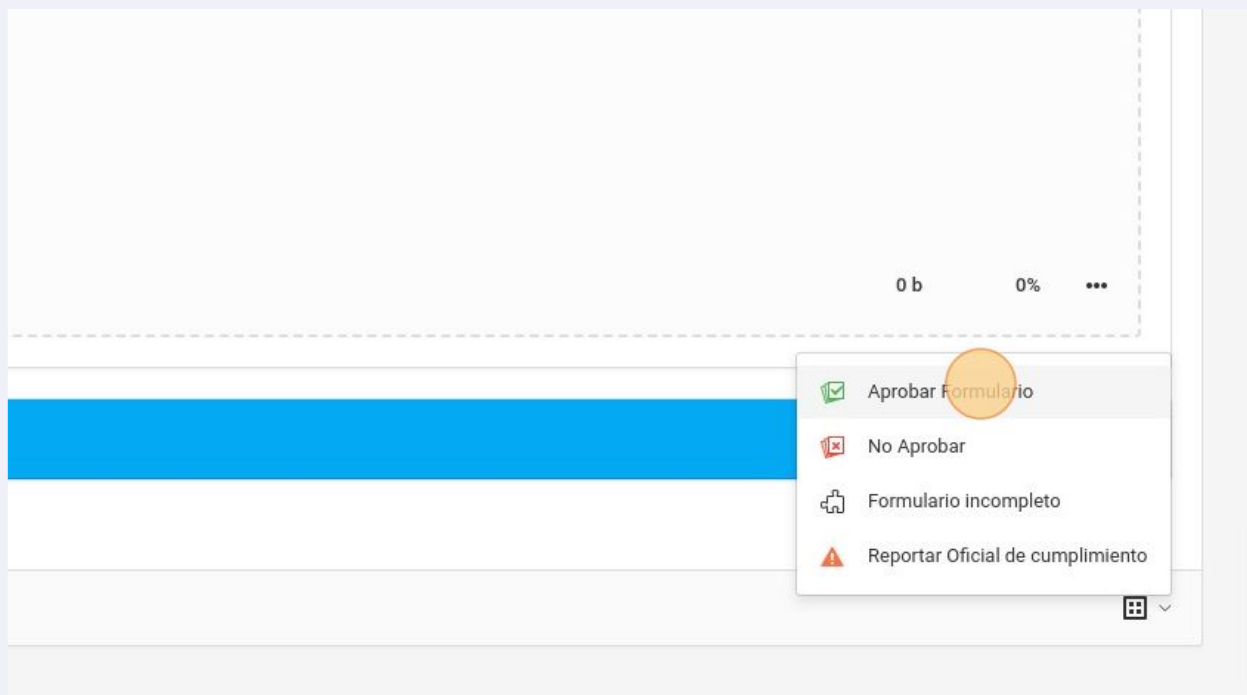 0 b 0% •••
Aprobar Formulario
No Aprobar
Formulario incompleto
Reportar Oficial de cumplimiento